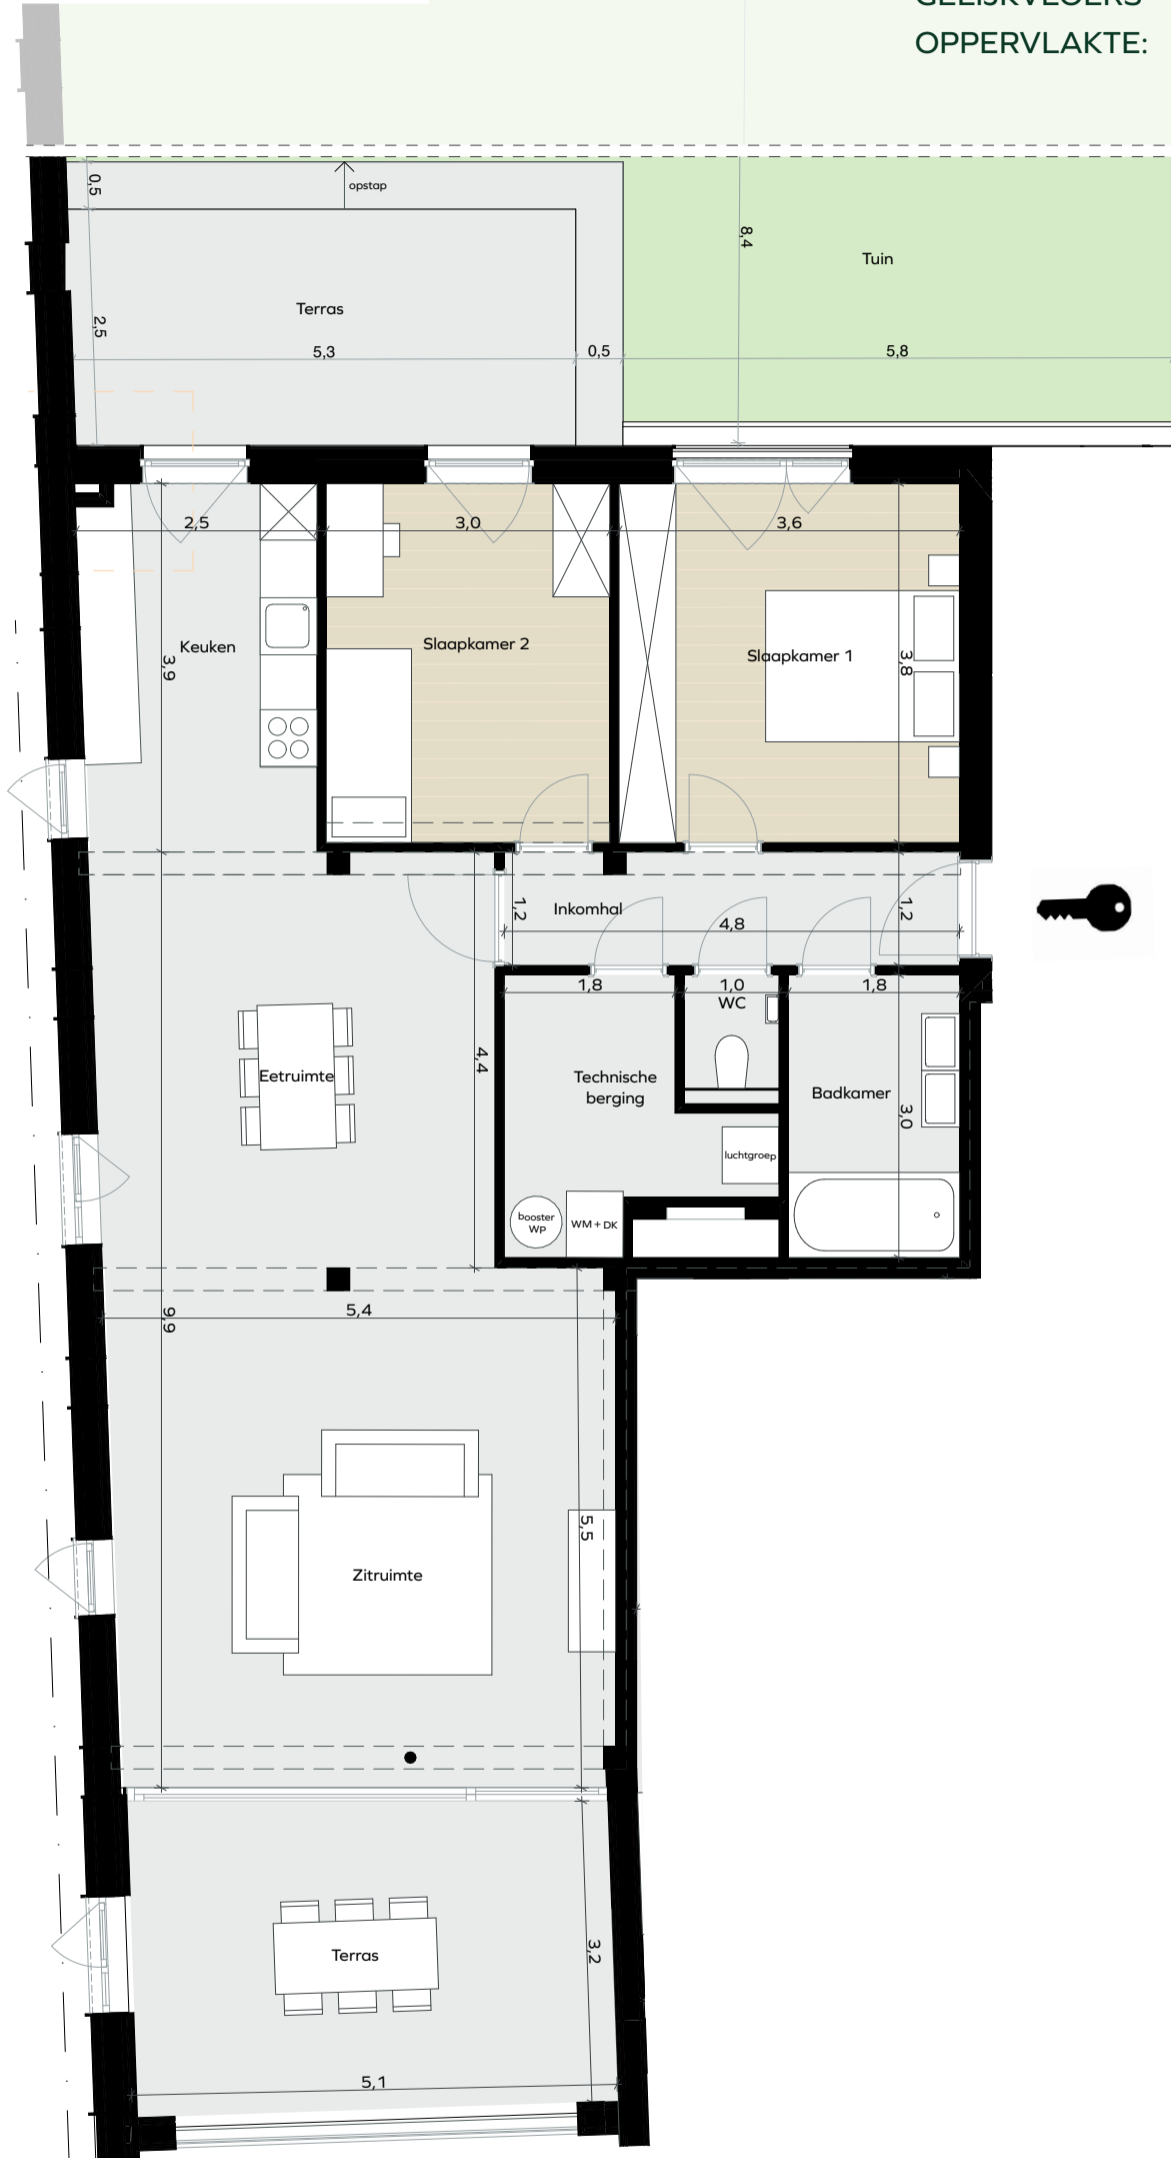 OPPERVLAKTE:
0,5
opstap
8,4
Tuin
2,5
Terras
5,3
0,5
5,8
2,5
3,0
3,6
Keuken
3,9
Slaapkamer 2
Slaapkamer 1
3,8
1,2
Inkomhal
4,8
1,2
1,8
1,0
WC
1,8
4,4
Eetruimte
Technische
berging
Badkamer
3,0
luchtgroep
booster
WP
WM + DK
9,9
5,4
5,5
Zitruimte
3,2
Terras
5,1